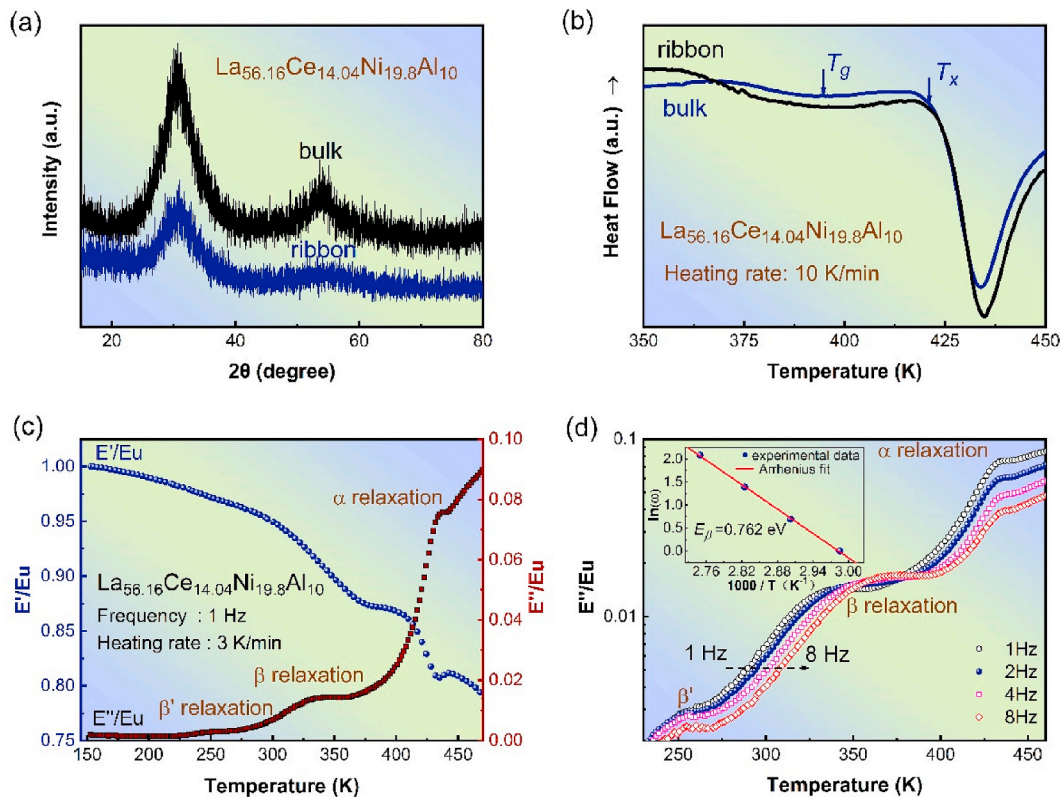 (a)
La56.16Ce14.04Ni19.8Al10
bulk
ribbon
Intensity (a.u.)
20 40 60 80
2θ (degree)
(b)
ribbon
bulk
Tg
Tx
La56.16Ce14.04Ni19.8Al10
Heating rate: 10 K/min
Heat Flow (a.u.) →
350 375 400 425 450
Temperature (K)
(c)
E'/Eu
α relaxation
La56.16Ce14.04Ni19.8Al10
Frequency : 1 Hz
Heating rate : 3 K/min
β relaxation
β' relaxation
E''/Eu
E'/Eu
1.00
0.95
0.90
0.85
0.80
0.75
E''/Eu
0.10
0.08
0.06
0.04
0.02
0.00
150 200 250 300 350 400 450
Temperature (K)
(d)
α relaxation
experimental data
Arrhenius fit
Eβ=0.762 eV
ln(ω)
2.0
1.5
1.0
0.5
0.0
2.76 2.82 2.88 2.94 3.00
1000 / T (K-1)
β relaxation
1 Hz
8 Hz
β'
1Hz
2Hz
4Hz
8Hz
E''/Eu
0.1
0.01
250 300 350 400 450
Temperature (K)